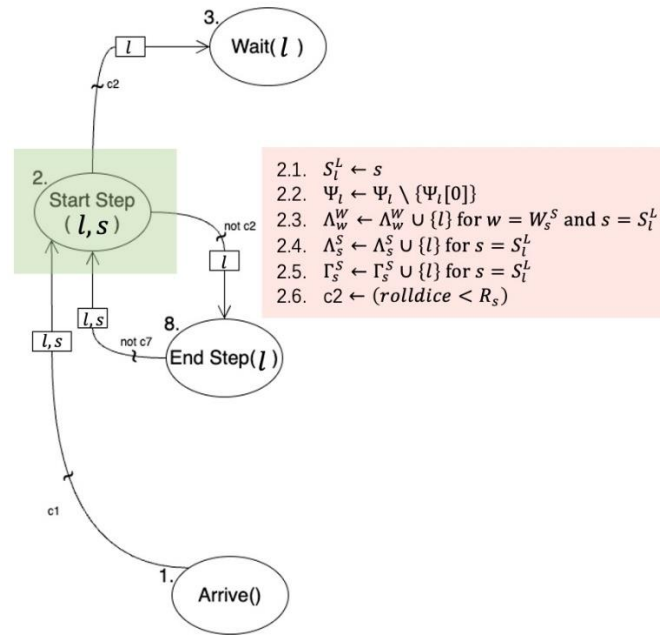 3.
Wait(l)
l
c2
2.
Start Step
(l, s)
not c2
l
l, s
l, s
not c7
8.
End Step(l)
c1
1.
Arrive()
2.1. S_l^L ← s
2.2. Ψ_l ← Ψ_l \ {Ψ_l[0]}
2.3. Λ_w^W ← Λ_w^W ∪ {l} for w = W_s^S and s = S_l^L
2.4. Λ_s^S ← Λ_s^S ∪ {l} for s = S_l^L
2.5. Γ_s^S ← Γ_s^S ∪ {l} for s = S_l^L
2.6. c2 ← (rolldice < R_s)